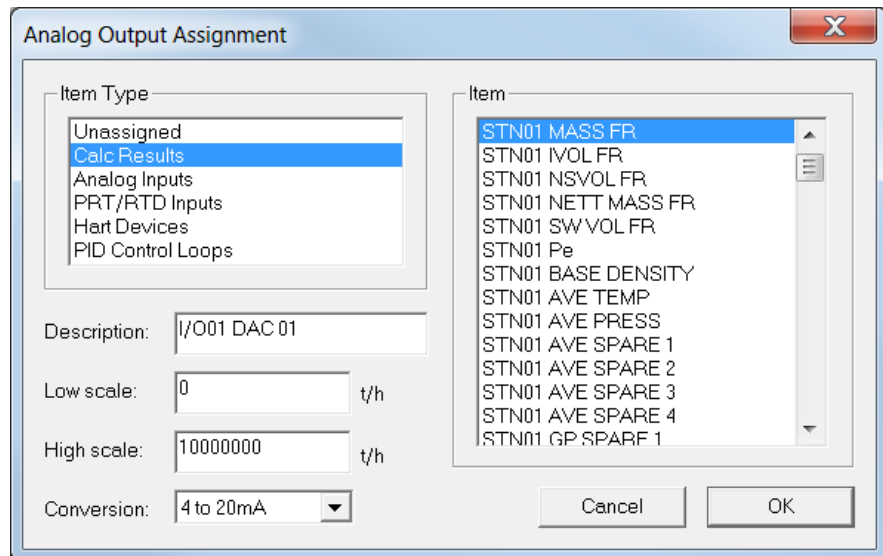 Analog Output Assignment
Item Type
Unassigned
Calc Results
Analog Inputs
PRT/RTD Inputs
Hart Devices
PID Control Loops
Description: I/O01 DAC 01
Low scale: 0 t/h
High scale: 10000000 t/h
Conversion: 4 to 20mA
Item
STN01 MASS FR
STN01 IVOL FR
STN01 NSVOL FR
STN01 NETT MASS FR
STN01 SW VOL FR
STN01 Pe
STN01 BASE DENSITY
STN01 AVE TEMP
STN01 AVE PRESS
STN01 AVE SPARE 1
STN01 AVE SPARE 2
STN01 AVE SPARE 3
STN01 AVE SPARE 4
STN01 GP SPARE 1
Cancel OK